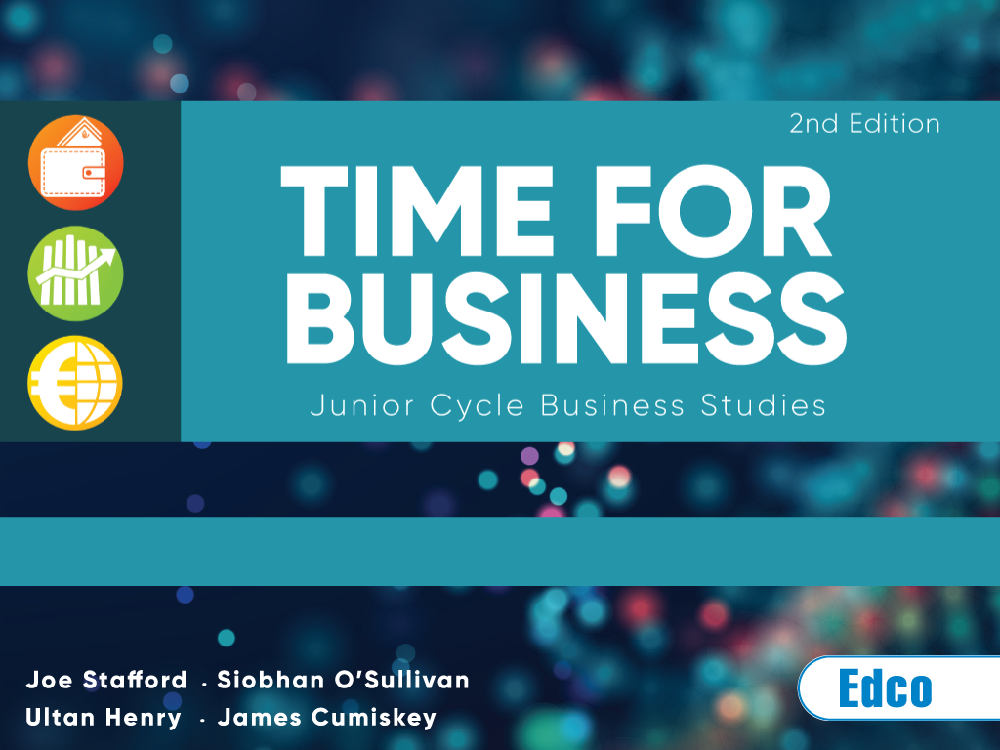 2nd Edition
TIME FOR
BUSINESS
Junior Cycle Business Studies
Joe Stafford . Siobhan O'Sullivan
Ultan Henry . James Cumiskey
Edco